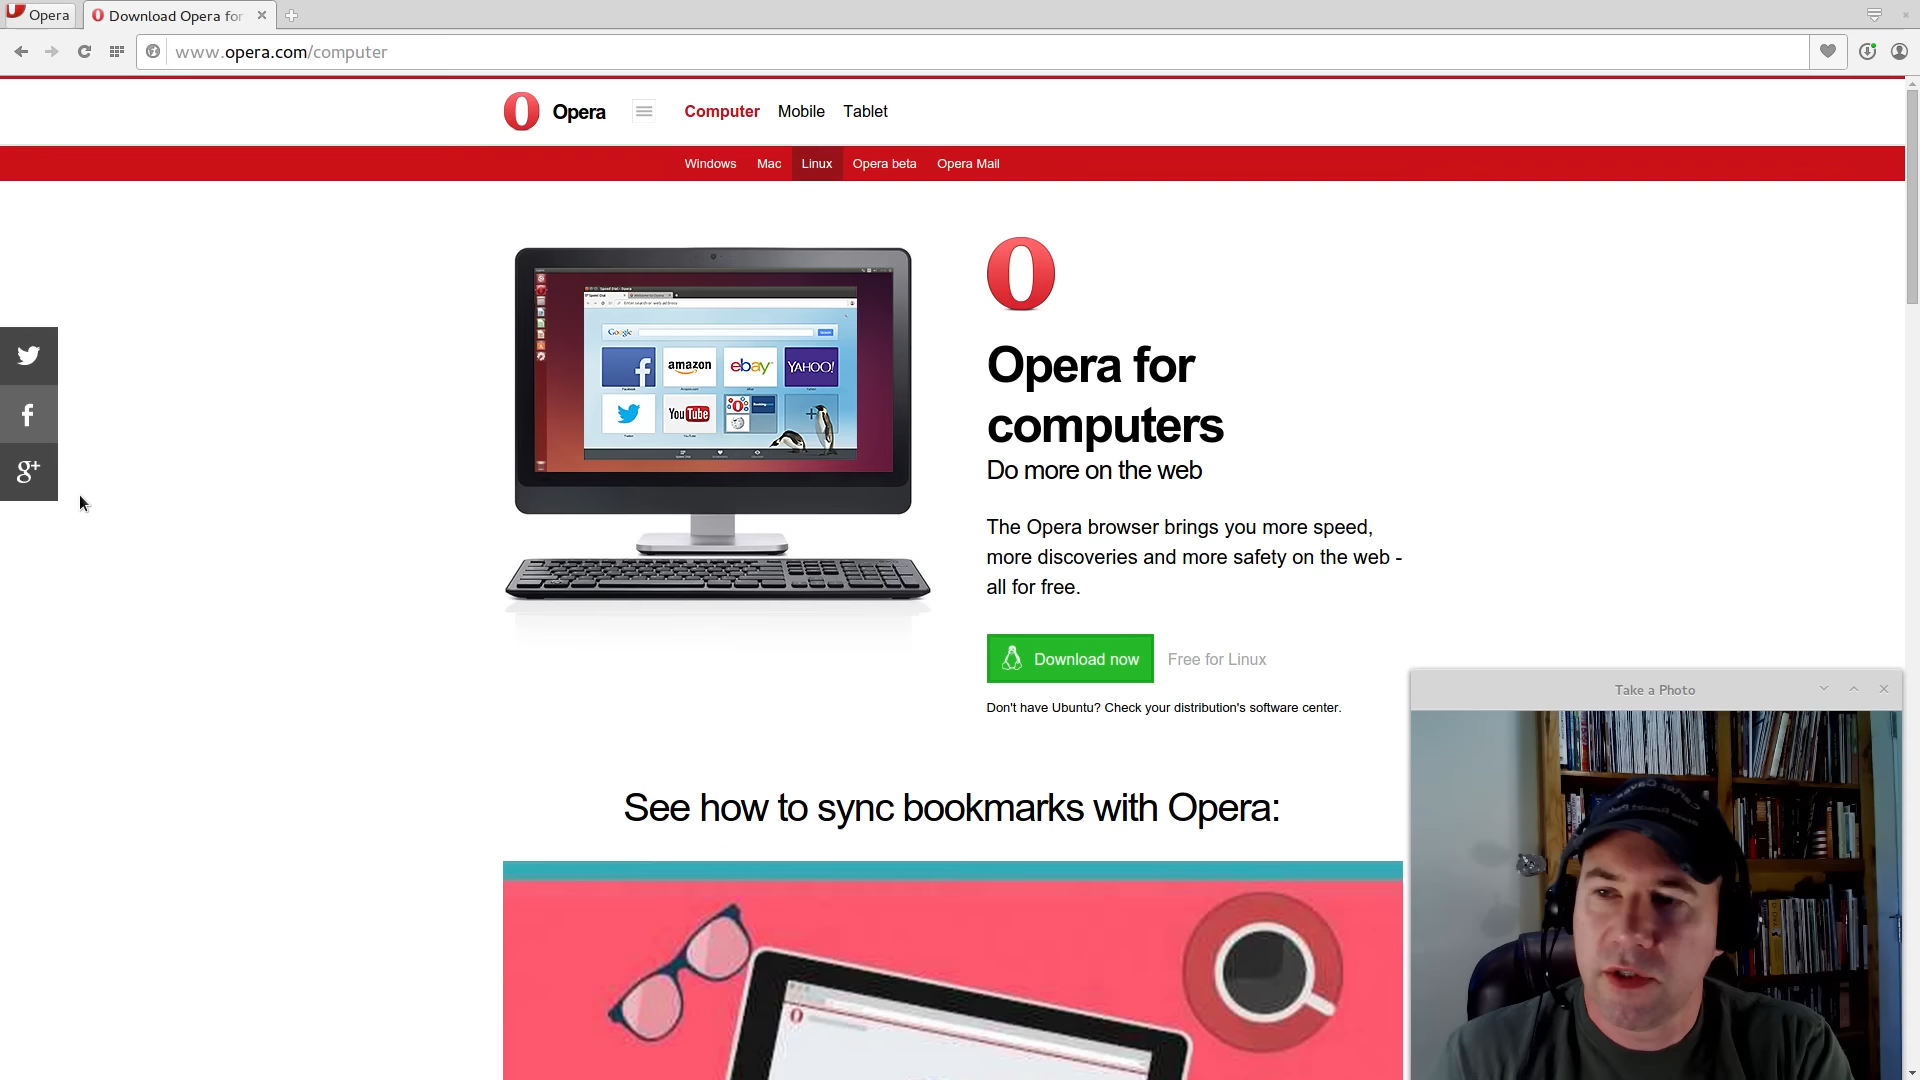 Opera
Download Opera for
www.opera.com/computer
Opera
Computer
Mobile
Tablet
Windows
Mac
Linux
Opera beta
Opera Mail
Google
amazon
ebay
YAHOO!
YouTube
Opera for
computers
Do more on the web
The Opera browser brings you more speed,
more discoveries and more safety on the web -
all for free.
Download now
Free for Linux
Don't have Ubuntu? Check your distribution's software center.
Take a Photo
See how to sync bookmarks with Opera: